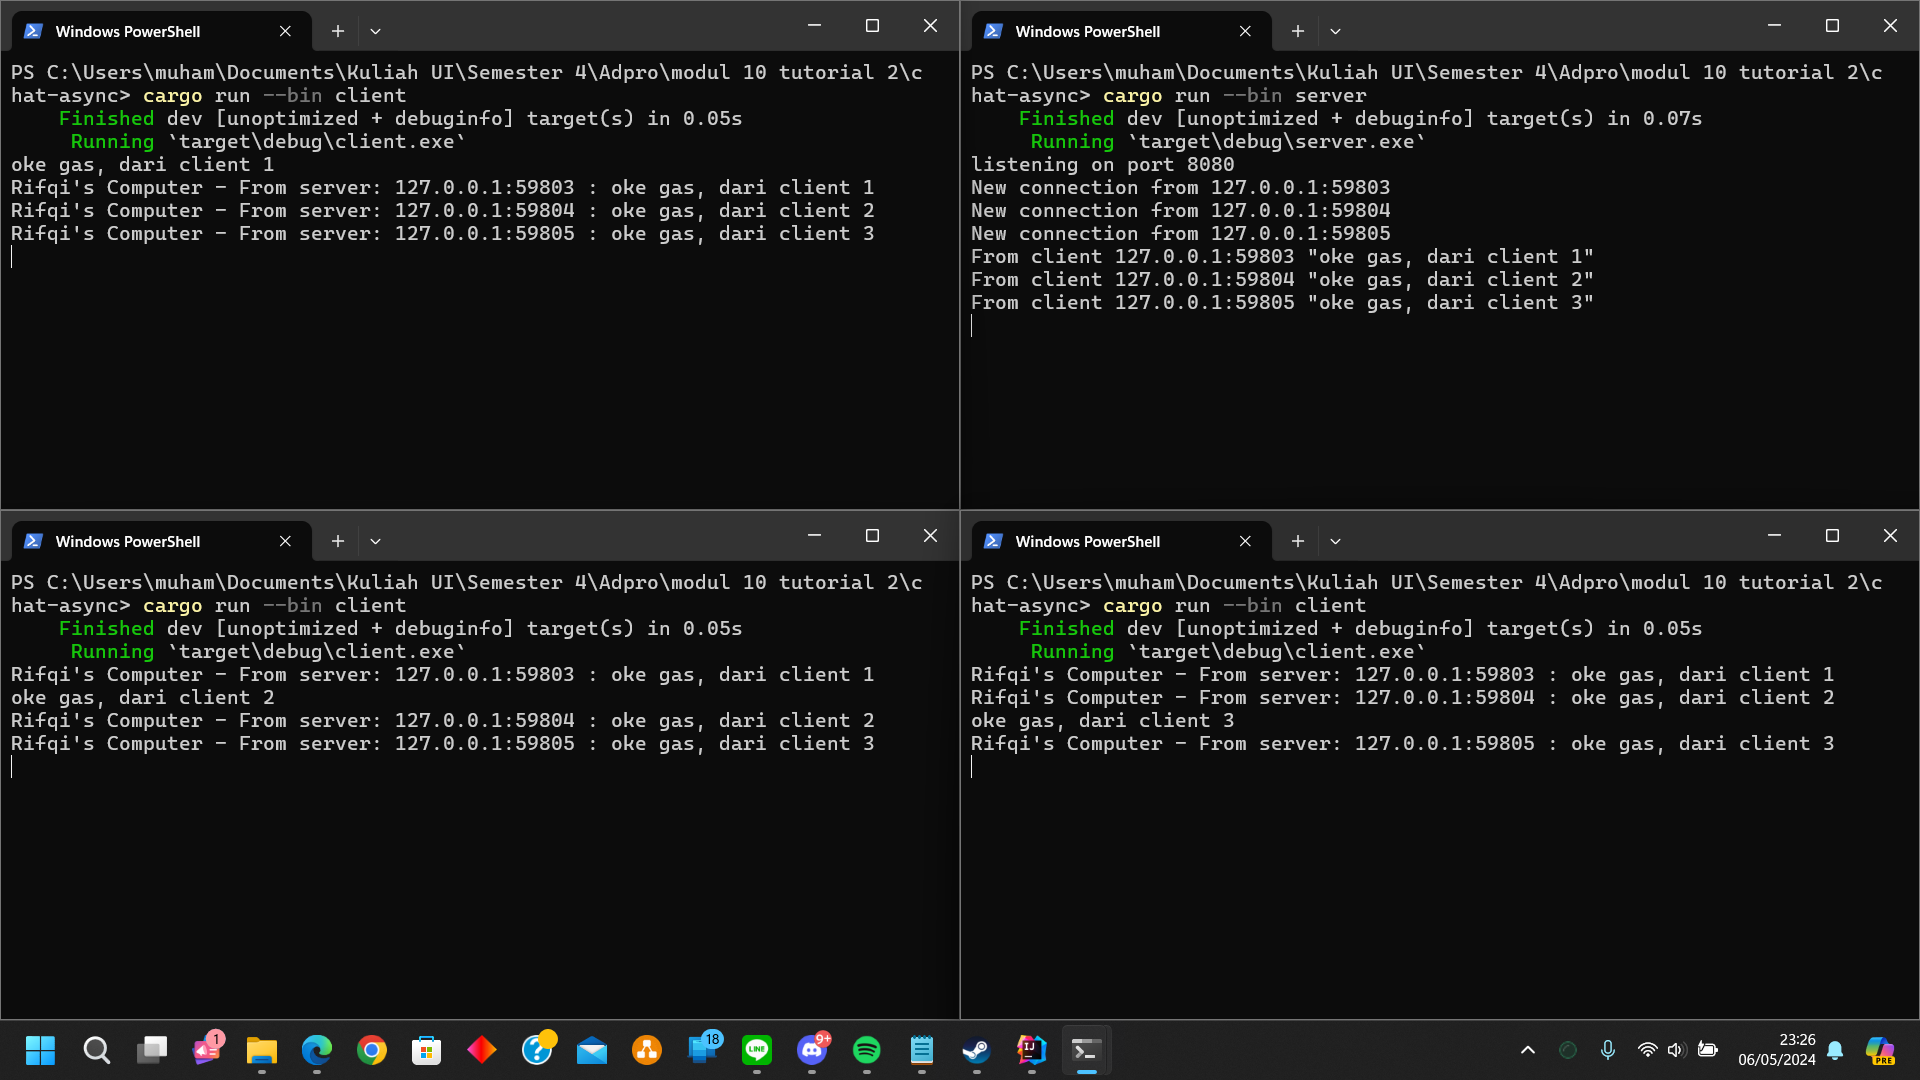 Windows PowerShell
PS C:\Users\muham\Documents\Kuliah UI\Semester 4\Adpro\modul 10 tutorial 2\c
hat-async> cargo run --bin client
Finished dev [unoptimized + debuginfo] target(s) in 0.05s
Running `target\debug\client.exe`
oke gas, dari client 1
Rifqi's Computer - From server: 127.0.0.1:59803 : oke gas, dari client 1
Rifqi's Computer - From server: 127.0.0.1:59804 : oke gas, dari client 2
Rifqi's Computer - From server: 127.0.0.1:59805 : oke gas, dari client 3
Windows PowerShell
PS C:\Users\muham\Documents\Kuliah UI\Semester 4\Adpro\modul 10 tutorial 2\c
hat-async> cargo run --bin server
Finished dev [unoptimized + debuginfo] target(s) in 0.07s
Running `target\debug\server.exe`
listening on port 8080
New connection from 127.0.0.1:59803
New connection from 127.0.0.1:59804
New connection from 127.0.0.1:59805
From client 127.0.0.1:59803 "oke gas, dari client 1"
From client 127.0.0.1:59804 "oke gas, dari client 2"
From client 127.0.0.1:59805 "oke gas, dari client 3"
Windows PowerShell
PS C:\Users\muham\Documents\Kuliah UI\Semester 4\Adpro\modul 10 tutorial 2\c
hat-async> cargo run --bin client
Finished dev [unoptimized + debuginfo] target(s) in 0.05s
Running `target\debug\client.exe`
Rifqi's Computer - From server: 127.0.0.1:59803 : oke gas, dari client 1
oke gas, dari client 2
Rifqi's Computer - From server: 127.0.0.1:59804 : oke gas, dari client 2
Rifqi's Computer - From server: 127.0.0.1:59805 : oke gas, dari client 3
Windows PowerShell
PS C:\Users\muham\Documents\Kuliah UI\Semester 4\Adpro\modul 10 tutorial 2\c
hat-async> cargo run --bin client
Finished dev [unoptimized + debuginfo] target(s) in 0.05s
Running `target\debug\client.exe`
Rifqi's Computer - From server: 127.0.0.1:59803 : oke gas, dari client 1
Rifqi's Computer - From server: 127.0.0.1:59804 : oke gas, dari client 2
oke gas, dari client 3
Rifqi's Computer - From server: 127.0.0.1:59805 : oke gas, dari client 3
1
18
LINE
9+
IJ
23:26
06/05/2024
PRE